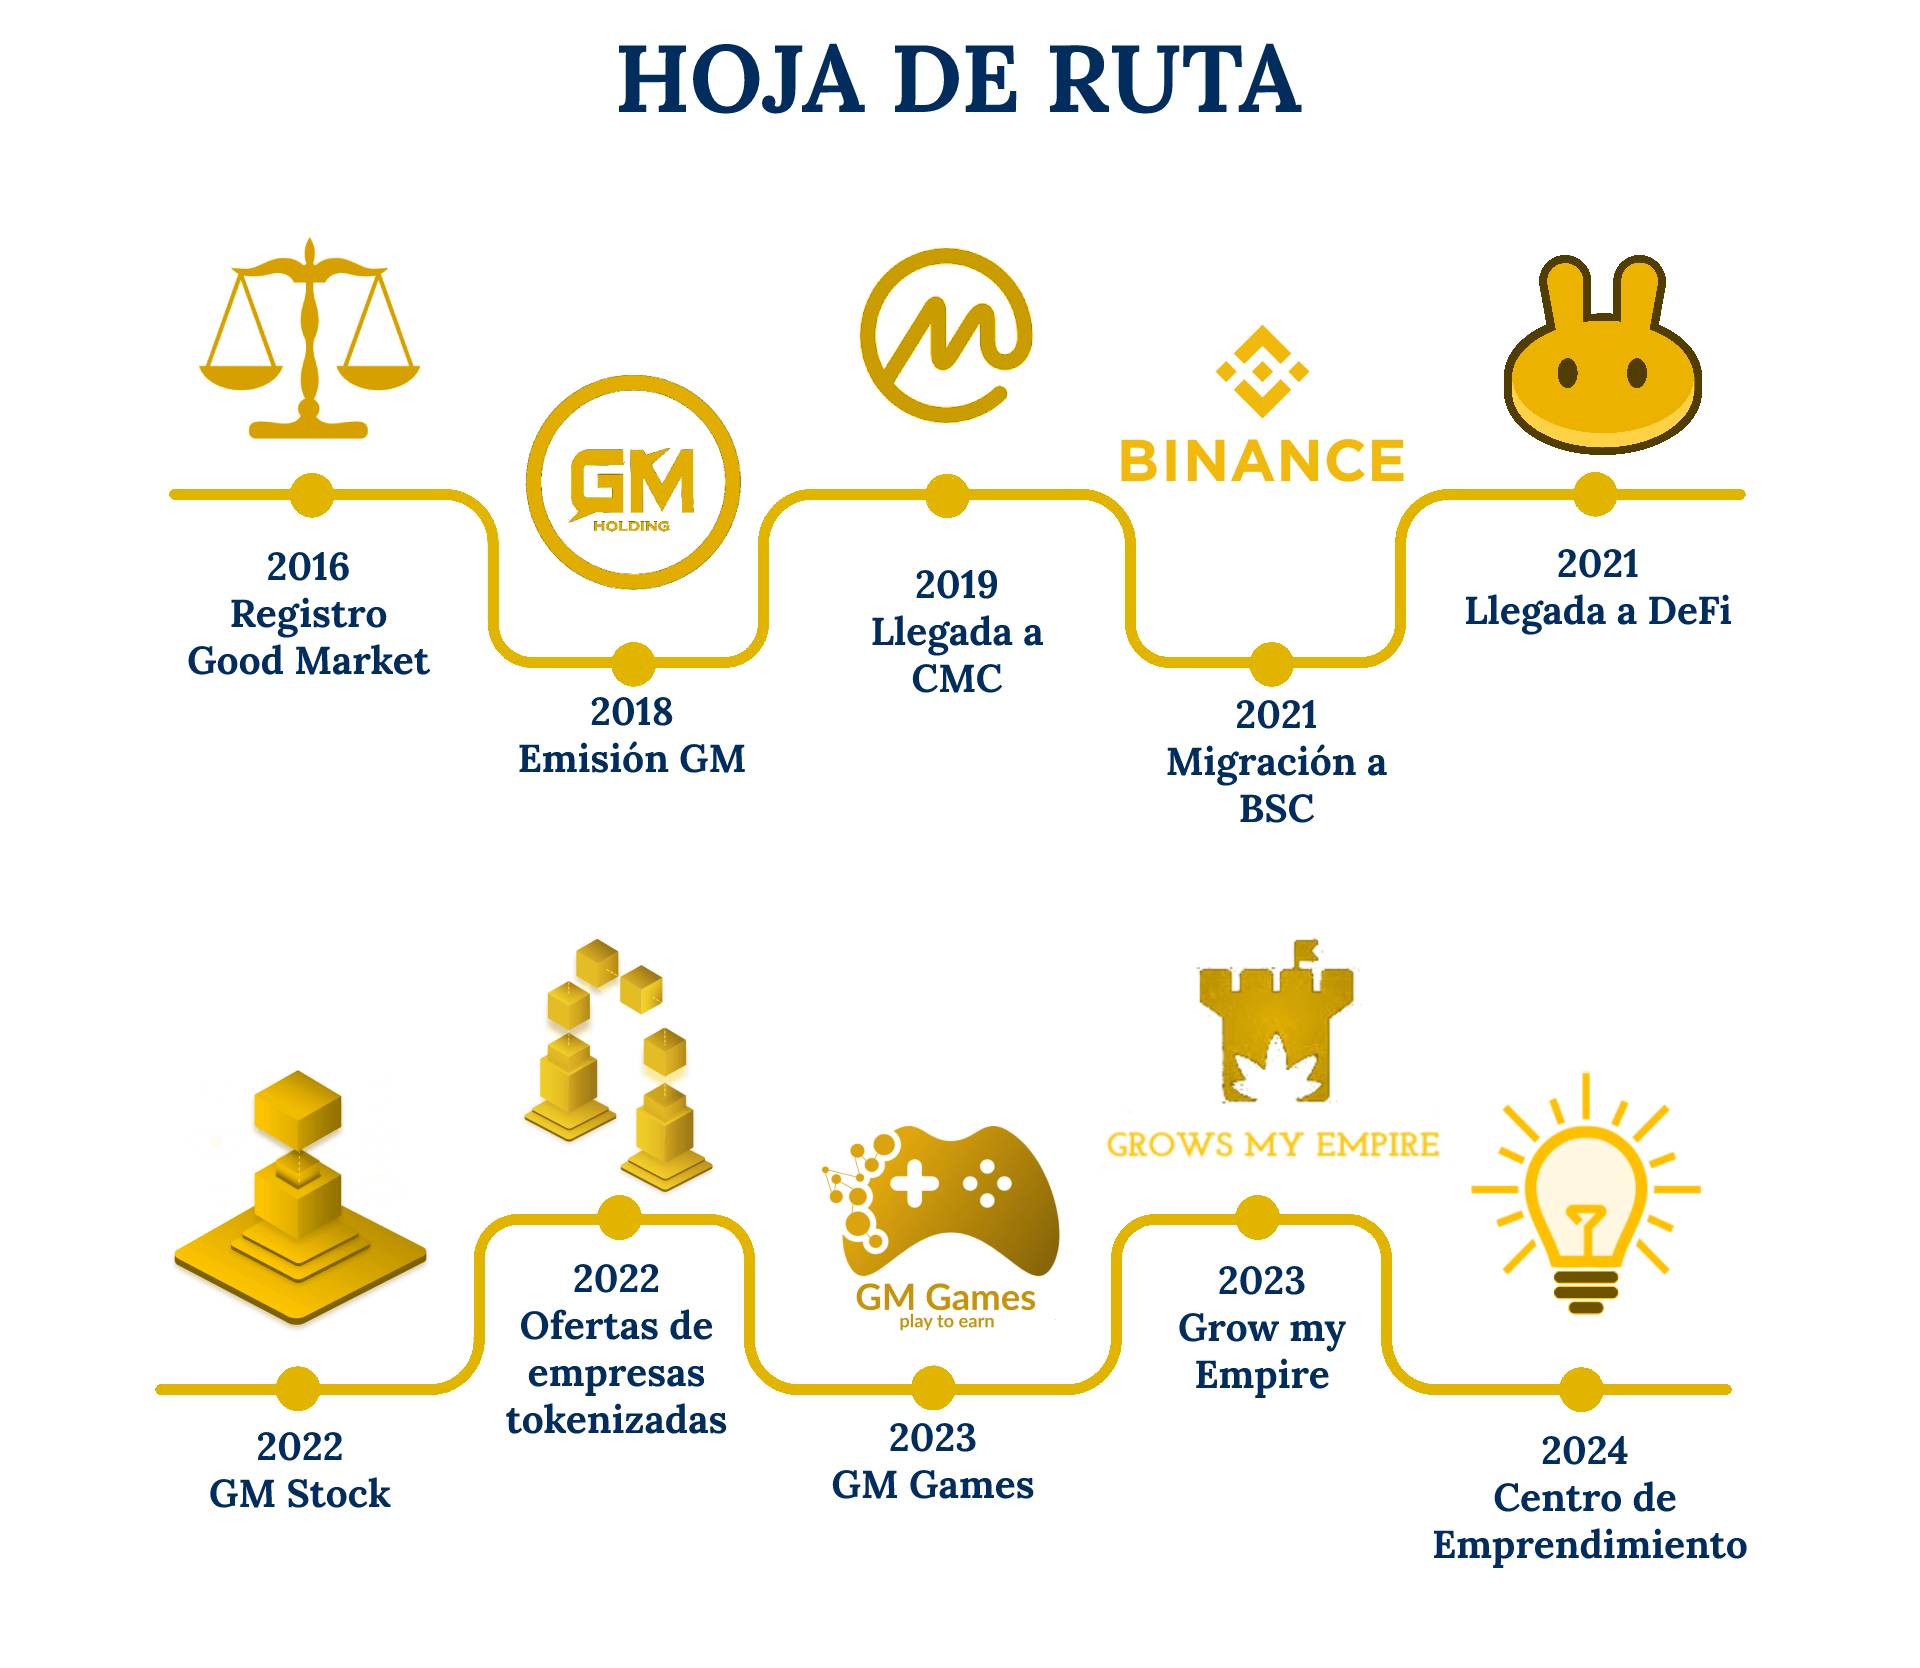 HOJA DE RUTA
2016
Registro
Good Market
GM
HOLDING
2018
Emisión GM
2019
Llegada a
CMC
BINANCE
2021
Migración a
BSC
2021
Llegada a DeFi
2022
GM Stock
2022
Ofertas de
empresas
tokenizadas
GM Games
play to earn
2023
GM Games
GROWS MY EMPIRE
2023
Grow my
Empire
2024
Centro de
Emprendimiento